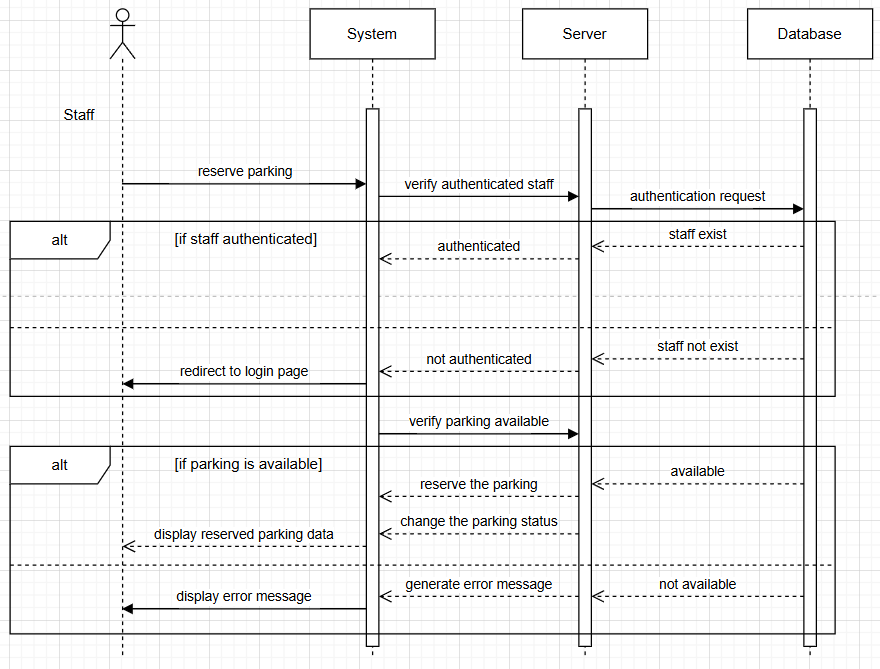 System
Server
Database
Staff
reserve parking
verify authenticated staff
authentication request
alt
[if staff authenticated]
staff exist
authenticated
staff not exist
not authenticated
redirect to login page
verify parking available
alt
[if parking is available]
available
reserve the parking
change the parking status
display reserved parking data
not available
generate error message
display error message